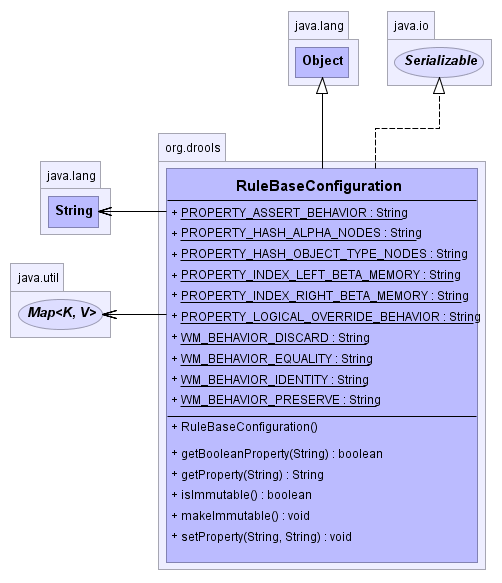 java.lang
Object
java.io
Serializable
org.drools
java.lang
String
java.util
Map<K, V>
RuleBaseConfiguration
+ PROPERTY_ASSERT_BEHAVIOR : String
+ PROPERTY_HASH_ALPHA_NODES : String
+ PROPERTY_HASH_OBJECT_TYPE_NODES : String
+ PROPERTY_INDEX_LEFT_BETA_MEMORY : String
+ PROPERTY_INDEX_RIGHT_BETA_MEMORY : String
+ PROPERTY_LOGICAL_OVERRIDE_BEHAVIOR : String
+ WM_BEHAVIOR_DISCARD : String
+ WM_BEHAVIOR_EQUALITY : String
+ WM_BEHAVIOR_IDENTITY : String
+ WM_BEHAVIOR_PRESERVE : String
+ RuleBaseConfiguration()
+ getBooleanProperty(String) : boolean
+ getProperty(String) : String
+ isImmutable() : boolean
+ makeImmutable() : void
+ setProperty(String, String) : void